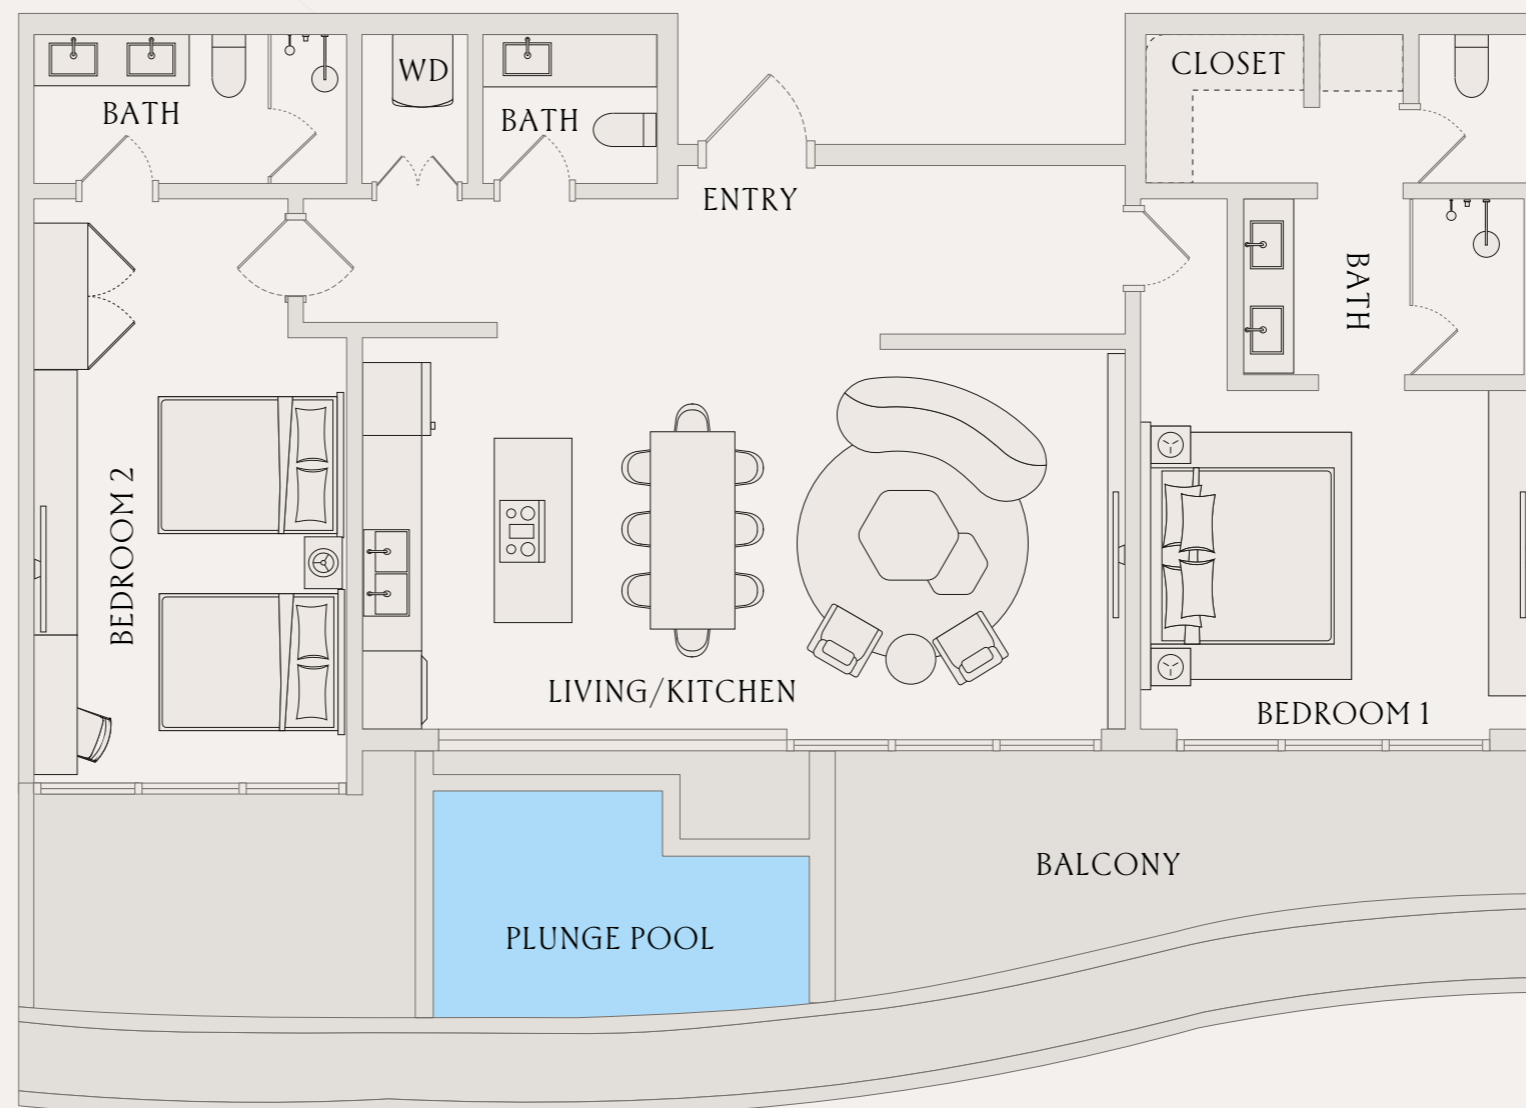 CLOSET
WD
BATH
BATH
ENTRY
BATH
BEDROOM 2
LIVING/KITCHEN
BEDROOM 1
BALCONY
PLUNGE POOL